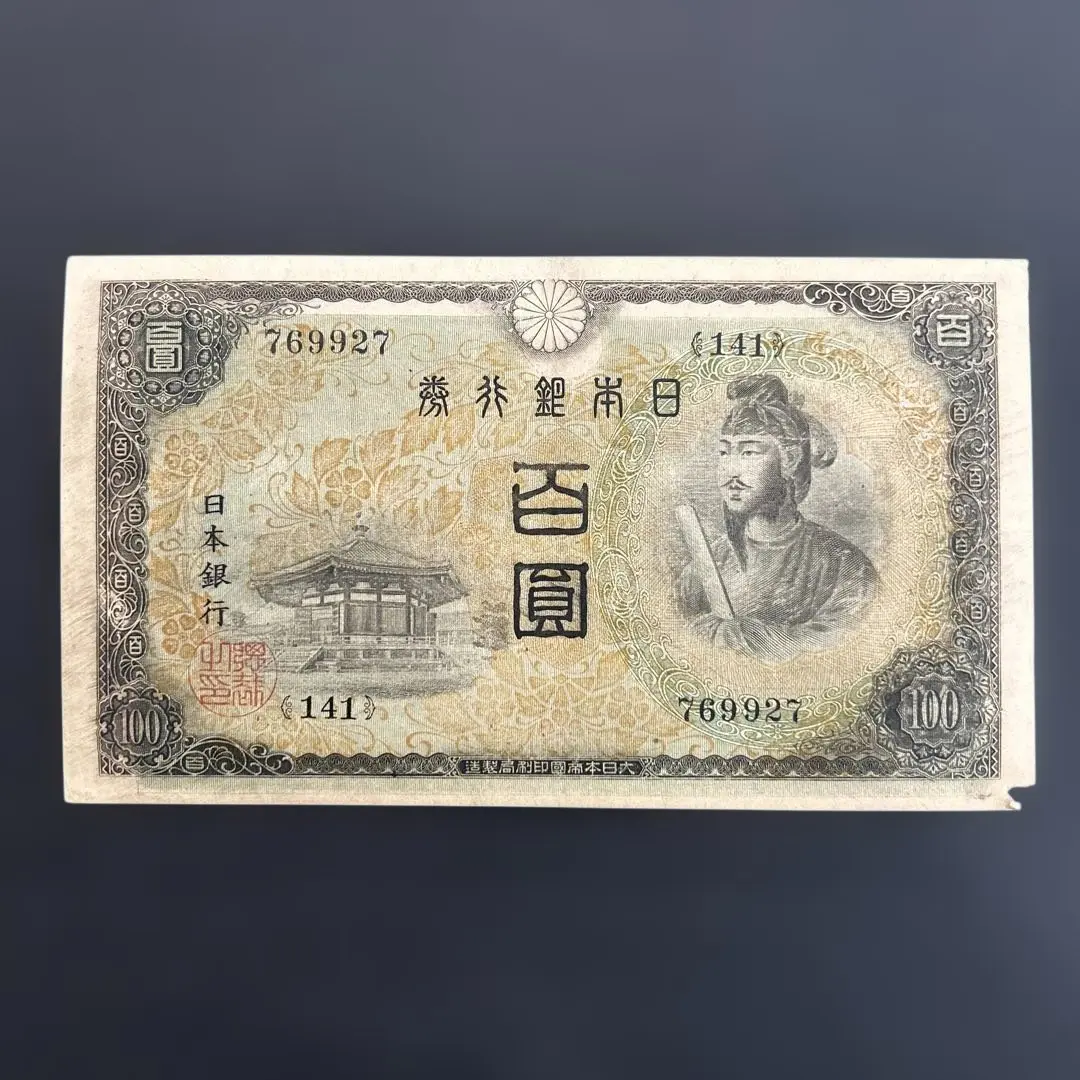 百圓
769927
{141}
百
日本銀行券
百圓
日本銀行
{141}
769927
100
100
大日本帝國印刷局製造